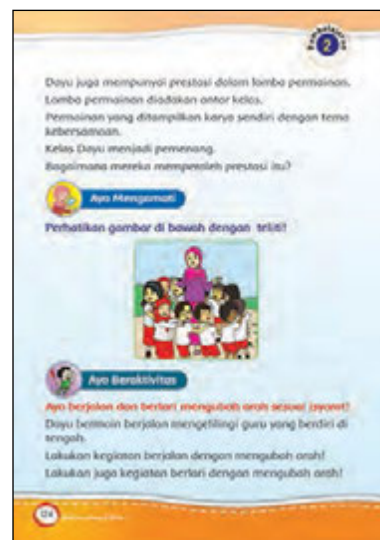 Pembelajaran
2
Dayu juga mempunyai prestasi dalam lomba permainan.
Lomba permainan diadakan antar kelas.
Permainan yang ditampilkan karya sendiri dengan tema
kebersamaan.
Kelas Dayu menjadi pemenang.
Bagaimana mereka memperoleh prestasi itu?
Ayo Mengamati
Perhatikan gambar di bawah dengan teliti!
Ayo Beraktivitas
Ayo berjalan dan berlari mengubah arah sesuai isyarat!
Dayu bermain berjalan mengelilingi guru yang berdiri di
tengah.
Lakukan kegiatan berjalan dengan mengubah arah!
Lakukan juga kegiatan berlari dengan mengubah arah!
124